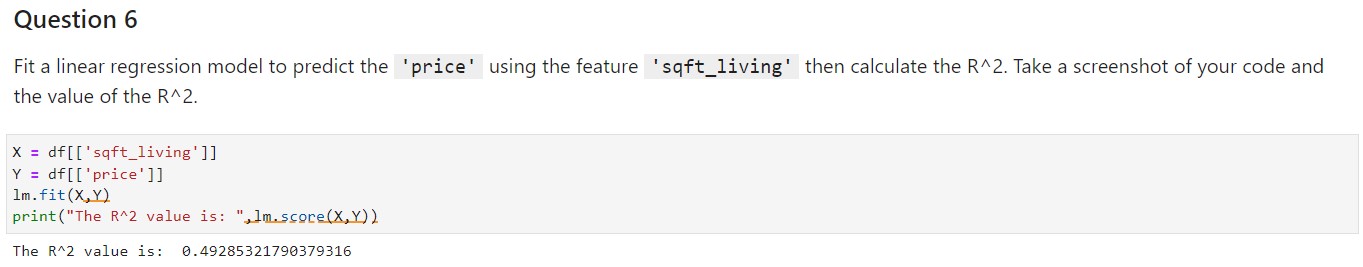 Question 6
Fit a linear regression model to predict the 'price' using the feature 'sqft_living' then calculate the R^2. Take a screenshot of your code and
the value of the R^2.
X = df[['sqft_living']]
Y = df[['price']]
lm.fit(X,Y)
print("The R^2 value is: ",lm.score(X,Y))
The R^2 value is:  0.49285321790379316